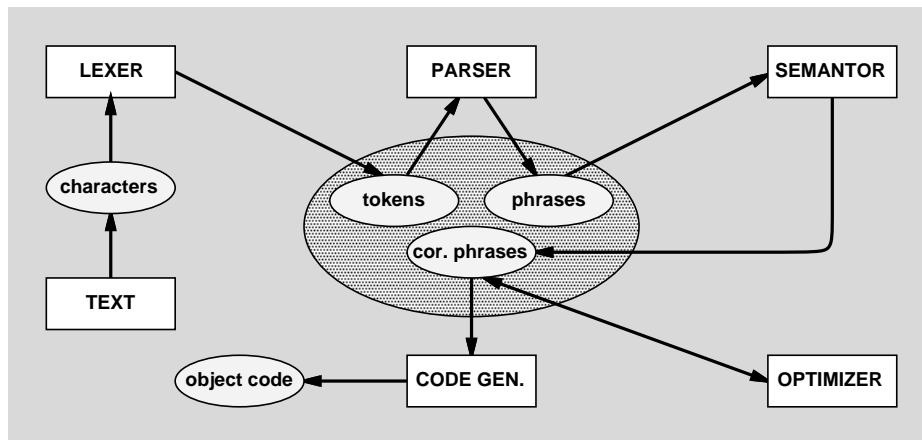 LEXER
PARSER
SEMANTOR
characters
tokens
phrases
cor. phrases
TEXT
object code
CODE GEN.
OPTIMIZER